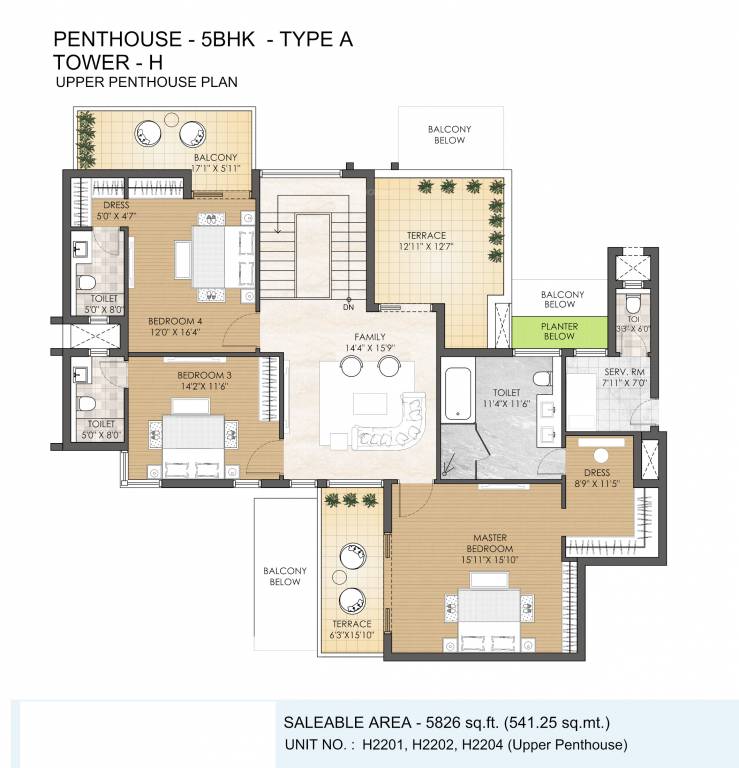 PENTHOUSE - 5BHK - TYPE A
TOWER - H
UPPER PENTHOUSE PLAN
BALCONY
BELOW
BALCONY
17'1" X 5'11"
DRESS
5'0" X 4'7"
TERRACE
12'11" X 12'7"
TOILET
5'0" X 8'0"
BALCONY
BELOW
DN
BEDROOM 4
12'0" X 16'4"
PLANTER
BELOW
TOI
3'3" X 6'0"
FAMILY
14'4" X 15'9"
BEDROOM 3
14'2" X 11'6"
SERV. RM
7'11" X 7'0"
TOILET
11'4"X 11'6"
TOILET
5'0" X 8'0"
DRESS
8'9" X 11'5"
MASTER
BEDROOM
15'11" X 15'10"
BALCONY
BELOW
TERRACE
6'3"X15'10"
SALEABLE AREA - 5826 sq.ft. (541.25 sq.mt.)
UNIT NO. : H2201, H2202, H2204 (Upper Penthouse)